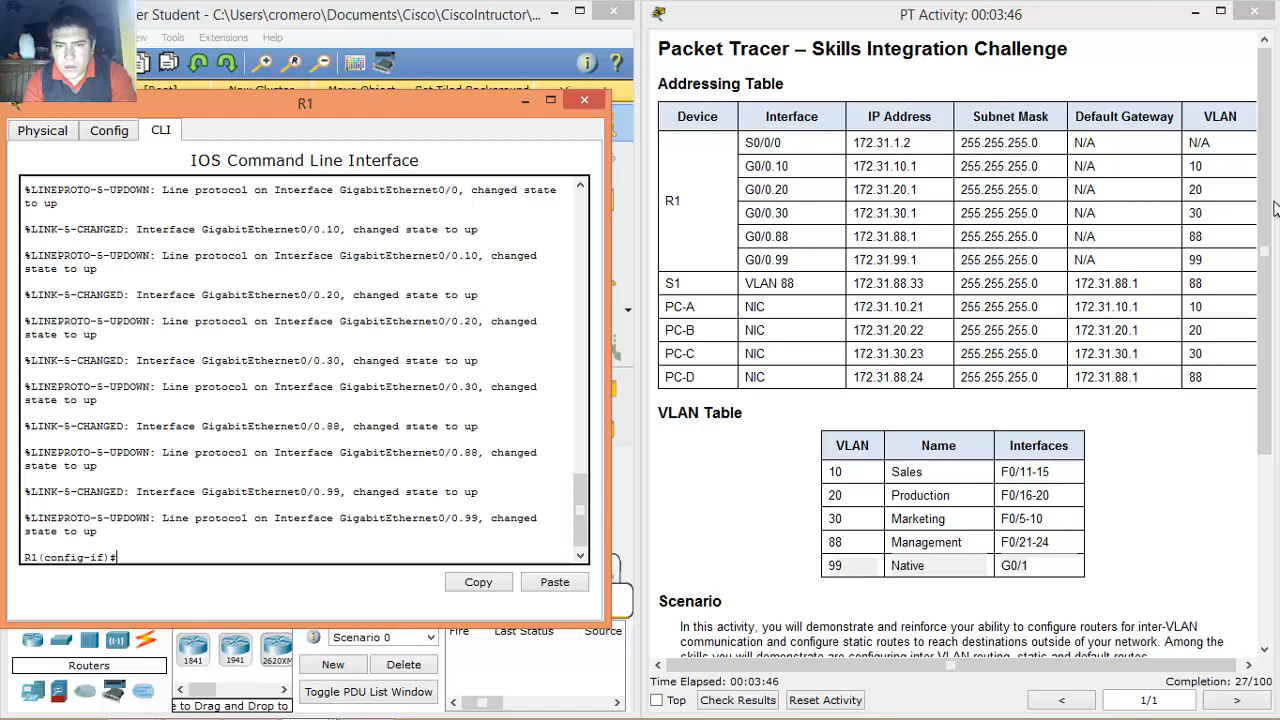 er Student - C:\Users\cromero\Documents\Cisco\CiscoIntructor\
Tools Extensions Help
R1
Physical Config CLI
IOS Command Line Interface
%LINEPROTO-5-UPDOWN: Line protocol on Interface GigabitEthernet0/0, changed state
to up
%LINK-5-CHANGED: Interface GigabitEthernet0/0.10, changed state to up
%LINEPROTO-5-UPDOWN: Line protocol on Interface GigabitEthernet0/0.10, changed
state to up
%LINK-5-CHANGED: Interface GigabitEthernet0/0.20, changed state to up
%LINEPROTO-5-UPDOWN: Line protocol on Interface GigabitEthernet0/0.20, changed
state to up
%LINK-5-CHANGED: Interface GigabitEthernet0/0.30, changed state to up
%LINEPROTO-5-UPDOWN: Line protocol on Interface GigabitEthernet0/0.30, changed
state to up
%LINK-5-CHANGED: Interface GigabitEthernet0/0.88, changed state to up
%LINEPROTO-5-UPDOWN: Line protocol on Interface GigabitEthernet0/0.88, changed
state to up
%LINK-5-CHANGED: Interface GigabitEthernet0/0.99, changed state to up
%LINEPROTO-5-UPDOWN: Line protocol on Interface GigabitEthernet0/0.99, changed
state to up
R1(config-if)#
Copy Paste
Routers
1841 1941 2620XM
e to Drag and Drop to
Scenario 0
New Delete
Toggle PDU List Window
Fire Last Status Source
PT Activity: 00:03:46
Packet Tracer – Skills Integration Challenge
Addressing Table
Device Interface IP Address Subnet Mask Default Gateway VLAN
R1
S0/0/0 172.31.1.2 255.255.255.0 N/A N/A
G0/0.10 172.31.10.1 255.255.255.0 N/A 10
G0/0.20 172.31.20.1 255.255.255.0 N/A 20
G0/0.30 172.31.30.1 255.255.255.0 N/A 30
G0/0.88 172.31.88.1 255.255.255.0 N/A 88
G0/0.99 172.31.99.1 255.255.255.0 N/A 99
S1 VLAN 88 172.31.88.33 255.255.255.0 172.31.88.1 88
PC-A NIC 172.31.10.21 255.255.255.0 172.31.10.1 10
PC-B NIC 172.31.20.22 255.255.255.0 172.31.20.1 20
PC-C NIC 172.31.30.23 255.255.255.0 172.31.30.1 30
PC-D NIC 172.31.88.24 255.255.255.0 172.31.88.1 88
VLAN Table
VLAN Name Interfaces
10 Sales F0/11-15
20 Production F0/16-20
30 Marketing F0/5-10
88 Management F0/21-24
99 Native G0/1
Scenario
In this activity, you will demonstrate and reinforce your ability to configure routers for inter-VLAN
communication and configure static routes to reach destinations outside of your network. Among the
skills you will demonstrate are configuring inter-VLAN routing, static and default routes.
Time Elapsed: 00:03:46 Completion: 27/100
Top Check Results Reset Activity < 1/1 >